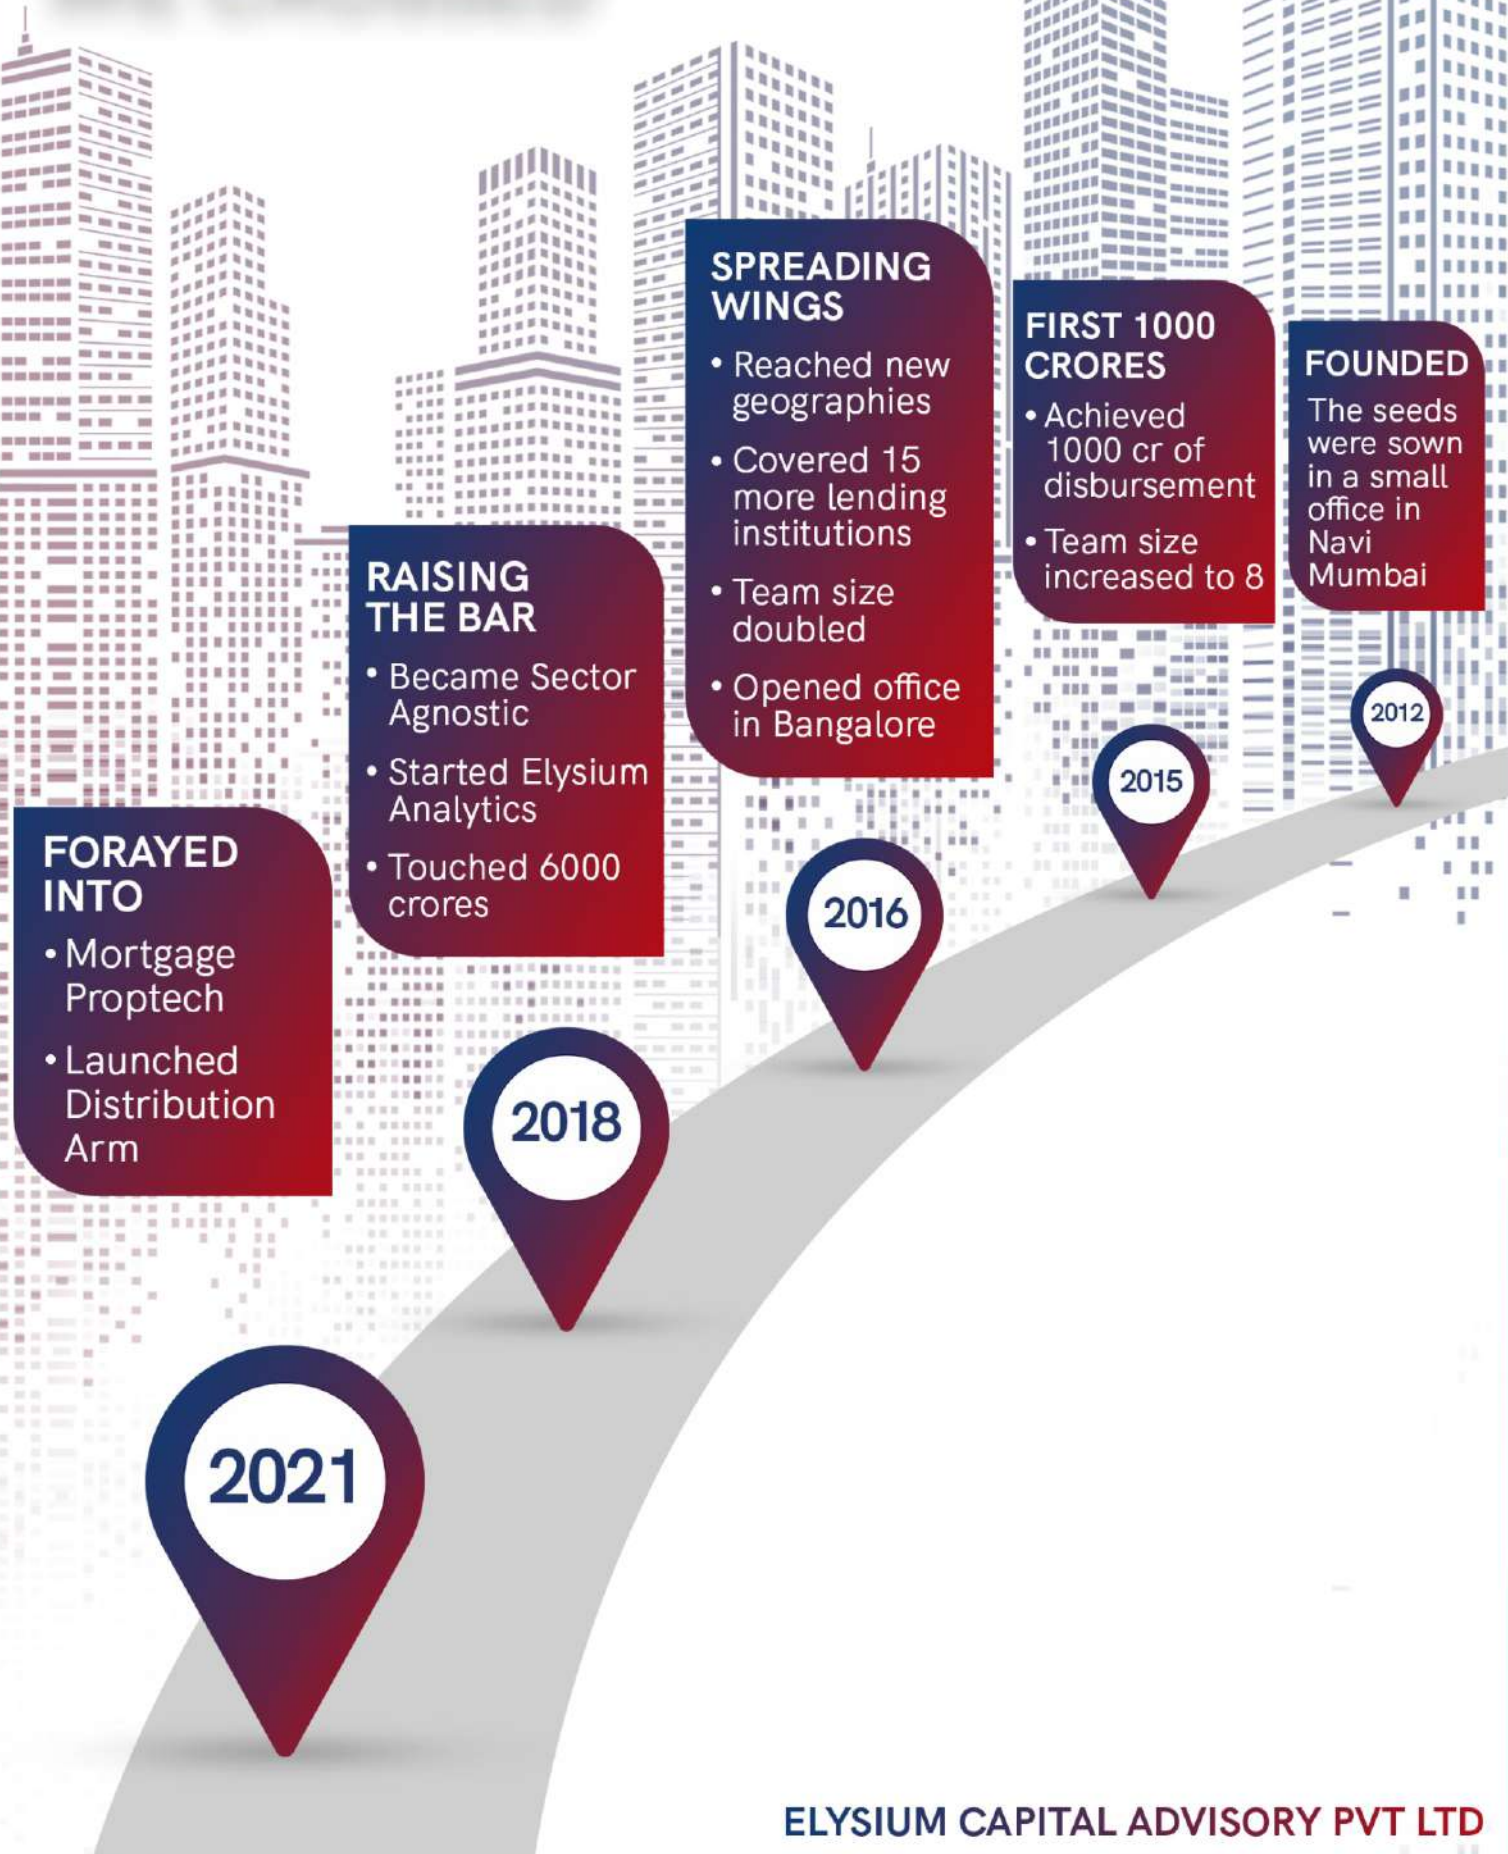 SPREADING
WINGS
• Reached new
geographies
• Covered 15
more lending
institutions
• Team size
doubled
• Opened office
in Bangalore
FIRST 1000
CRORES
• Achieved
1000 cr of
disbursement
• Team size
increased to 8
FOUNDED
The seeds
were sown
in a small
office in
Navi
Mumbai
RAISING
THE BAR
• Became Sector
Agnostic
• Started Elysium
Analytics
• Touched 6000
crores
FORAYED
INTO
• Mortgage
Proptech
• Launched
Distribution
Arm
2012
2015
2016
2018
2021
ELYSIUM CAPITAL ADVISORY PVT LTD